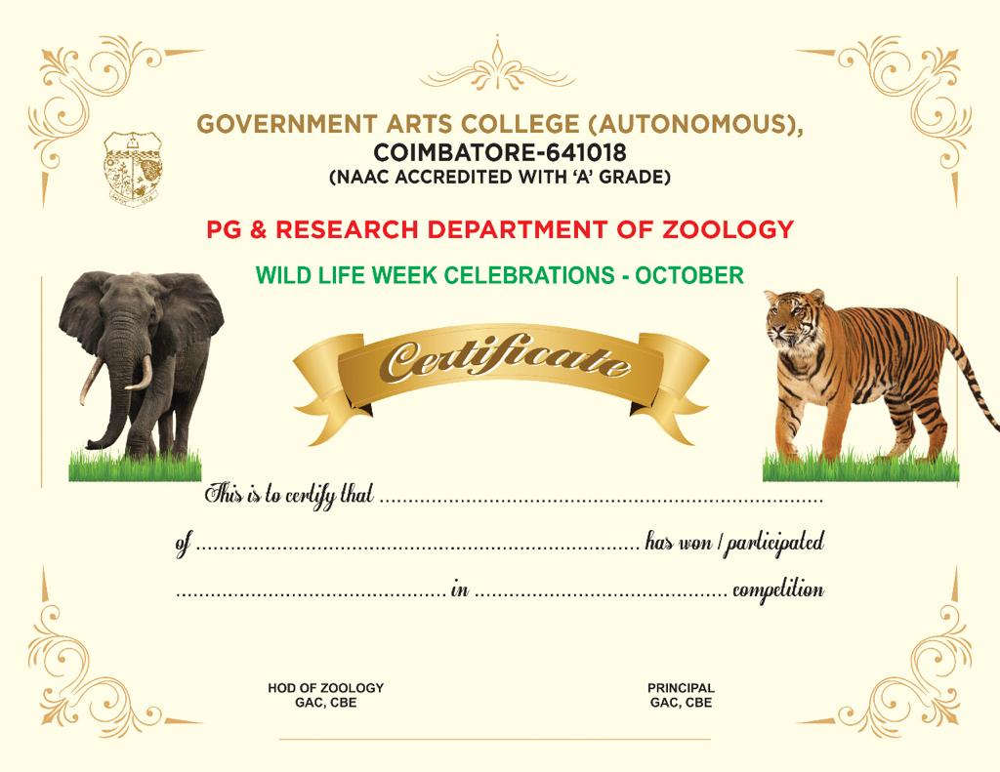 GOVERNMENT ARTS COLLEGE (AUTONOMOUS),
COIMBATORE-641018
(NAAC ACCREDITED WITH ‘A’ GRADE)
PG & RESEARCH DEPARTMENT OF ZOOLOGY
WILD LIFE WEEK CELEBRATIONS - OCTOBER
Certificate
This is to certify that ............................................................................
of ............................................................................ has won / participated
.............................................. in ........................................... competition
HOD OF ZOOLOGY
GAC, CBE
PRINCIPAL
GAC, CBE